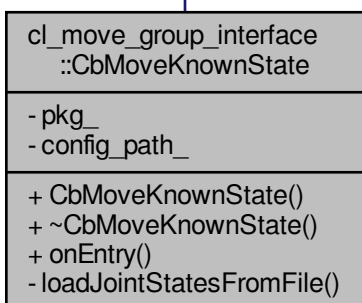 cl_move_group_interface
::CbMoveKnownState
- pkg_
- config_path_
+ CbMoveKnownState()
+ ~CbMoveKnownState()
+ onEntry()
- loadJointStatesFromFile()